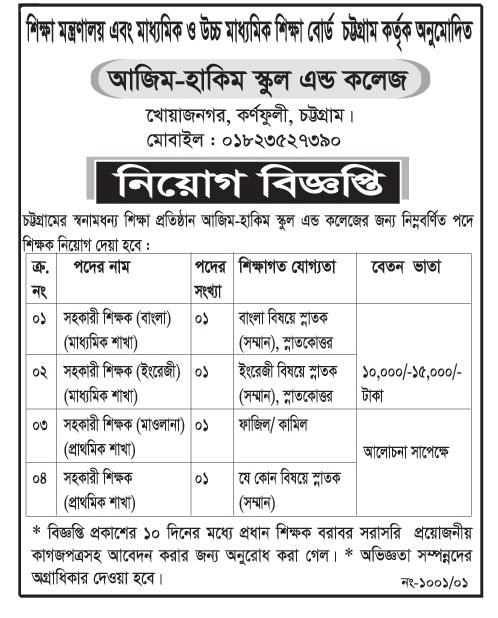 শিক্ষা মন্ত্রণালয় এবং মাধ্যমিক ও উচ্চ মাধ্যমিক শিক্ষা বোর্ড চট্টগ্রাম কর্তৃক অনুমোদিত
আজিম-হাকিম স্কুল এন্ড কলেজ
খোয়াজনগর, কর্ণফুলী, চট্টগ্রাম।
মোবাইল : ০১৮২৩৫২৭৩৯০
নিয়োগ বিজ্ঞপ্তি
চট্টগ্রামের স্বনামধন্য শিক্ষা প্রতিষ্ঠান আজিম-হাকিম স্কুল এন্ড কলেজের জন্য নিম্নবর্ণিত পদে
শিক্ষক নিয়োগ দেয়া হবে :
ক্র. পদের নাম পদের শিক্ষাগত যোগ্যতা বেতন ভাতা
নং সংখ্যা
০১ সহকারী শিক্ষক (বাংলা) ০১ বাংলা বিষয়ে স্নাতক
(মাধ্যমিক শাখা) (সম্মান), স্নাতকোত্তর
০২ সহকারী শিক্ষক (ইংরেজী) ০১ ইংরেজী বিষয়ে স্নাতক ১০,০০০/-১৫,০০০/-
(মাধ্যমিক শাখা) (সম্মান), স্নাতকোত্তর টাকা
০৩ সহকারী শিক্ষক (মাওলানা) ০১ ফাজিল/ কামিল
(প্রাথমিক শাখা) আলোচনা সাপেক্ষে
০৪ সহকারী শিক্ষক ০১ যে কোন বিষয়ে স্নাতক
(প্রাথমিক শাখা) (সম্মান)
* বিজ্ঞপ্তি প্রকাশের ১০ দিনের মধ্যে প্রধান শিক্ষক বরাবর সরাসরি প্রয়োজনীয়
কাগজপত্রসহ আবেদন করার জন্য অনুরোধ করা গেল। * অভিজ্ঞতা সম্পন্নদের
অগ্রাধিকার দেওয়া হবে।
নং-১০০১/০১